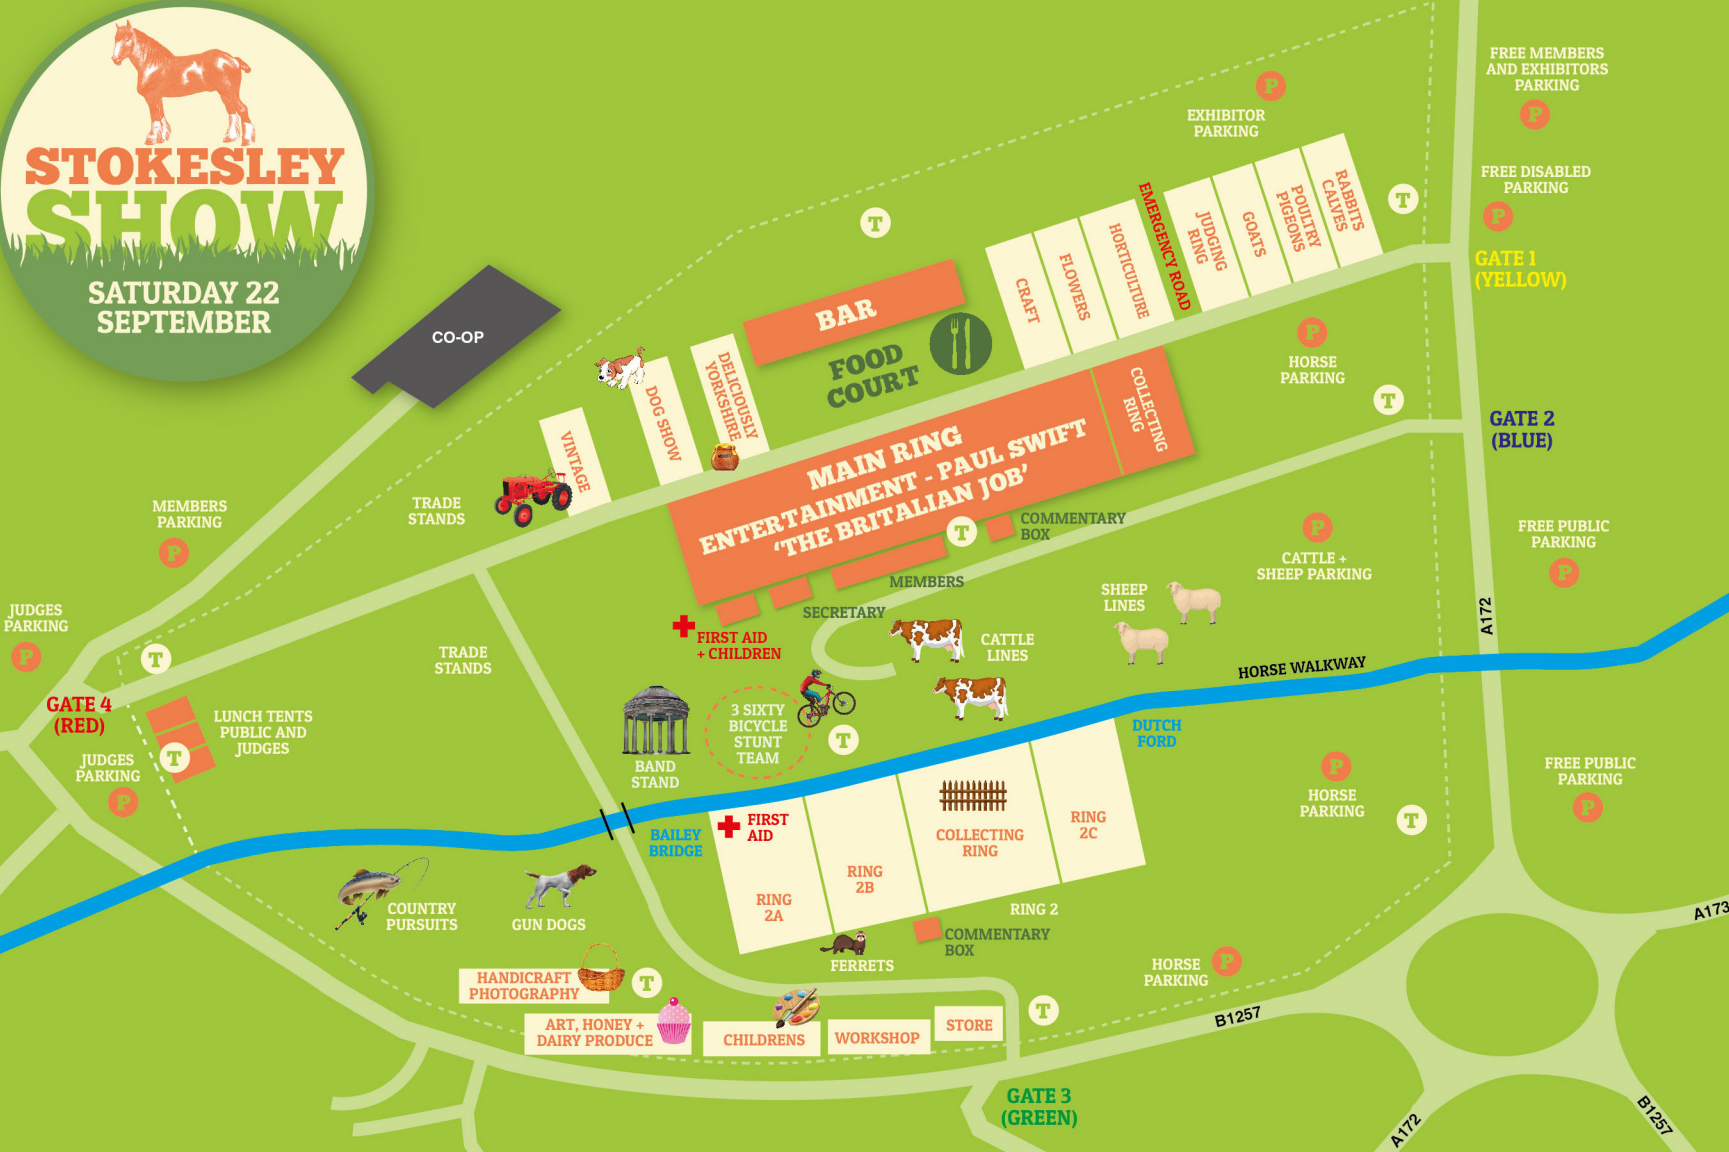 STOKESLEY
SHOW
SATURDAY 22
SEPTEMBER
CO-OP
FREE MEMBERS
AND EXHIBITORS
PARKING
P
EXHIBITOR
PARKING
P
FREE DISABLED
PARKING
P
GATE 1
(YELLOW)
T
T
RABBITS
CALVES
POULTRY
PIGEONS
GOATS
JUDGING
RING
EMERGENCY ROAD
HORTICULTURE
FLOWERS
CRAFT
BAR
FOOD
COURT
DELICIOUSLY
YORKSHIRE
DOG SHOW
VINTAGE
HONEY
MAIN RING
ENTERTAINMENT - PAUL SWIFT
‘THE BRITALIAN JOB’
COLLECTING
RING
P
HORSE
PARKING
T
GATE 2
(BLUE)
TRADE
STANDS
MEMBERS
PARKING
P
T
COMMENTARY
BOX
MEMBERS
SECRETARY
FIRST AID
+ CHILDREN
P
CATTLE +
SHEEP PARKING
FREE PUBLIC
PARKING
P
SHEEP
LINES
CATTLE
LINES
A172
HORSE WALKWAY
JUDGES
PARKING
P
T
TRADE
STANDS
GATE 4
(RED)
LUNCH TENTS
PUBLIC AND
JUDGES
T
JUDGES
PARKING
P
BAND
STAND
3 SIXTY
BICYCLE
STUNT
TEAM
T
DUTCH
FORD
P
HORSE
PARKING
T
FREE PUBLIC
PARKING
P
BAILEY
BRIDGE
FIRST
AID
RING
2A
RING
2B
COLLECTING
RING
RING
2C
RING 2
COMMENTARY
BOX
FERRETS
COUNTRY
PURSUITS
GUN DOGS
HANDICRAFT
PHOTOGRAPHY
T
ART, HONEY +
DAIRY PRODUCE
CHILDRENS
WORKSHOP
STORE
T
HORSE
PARKING
P
B1257
A173
GATE 3
(GREEN)
A172
B1257